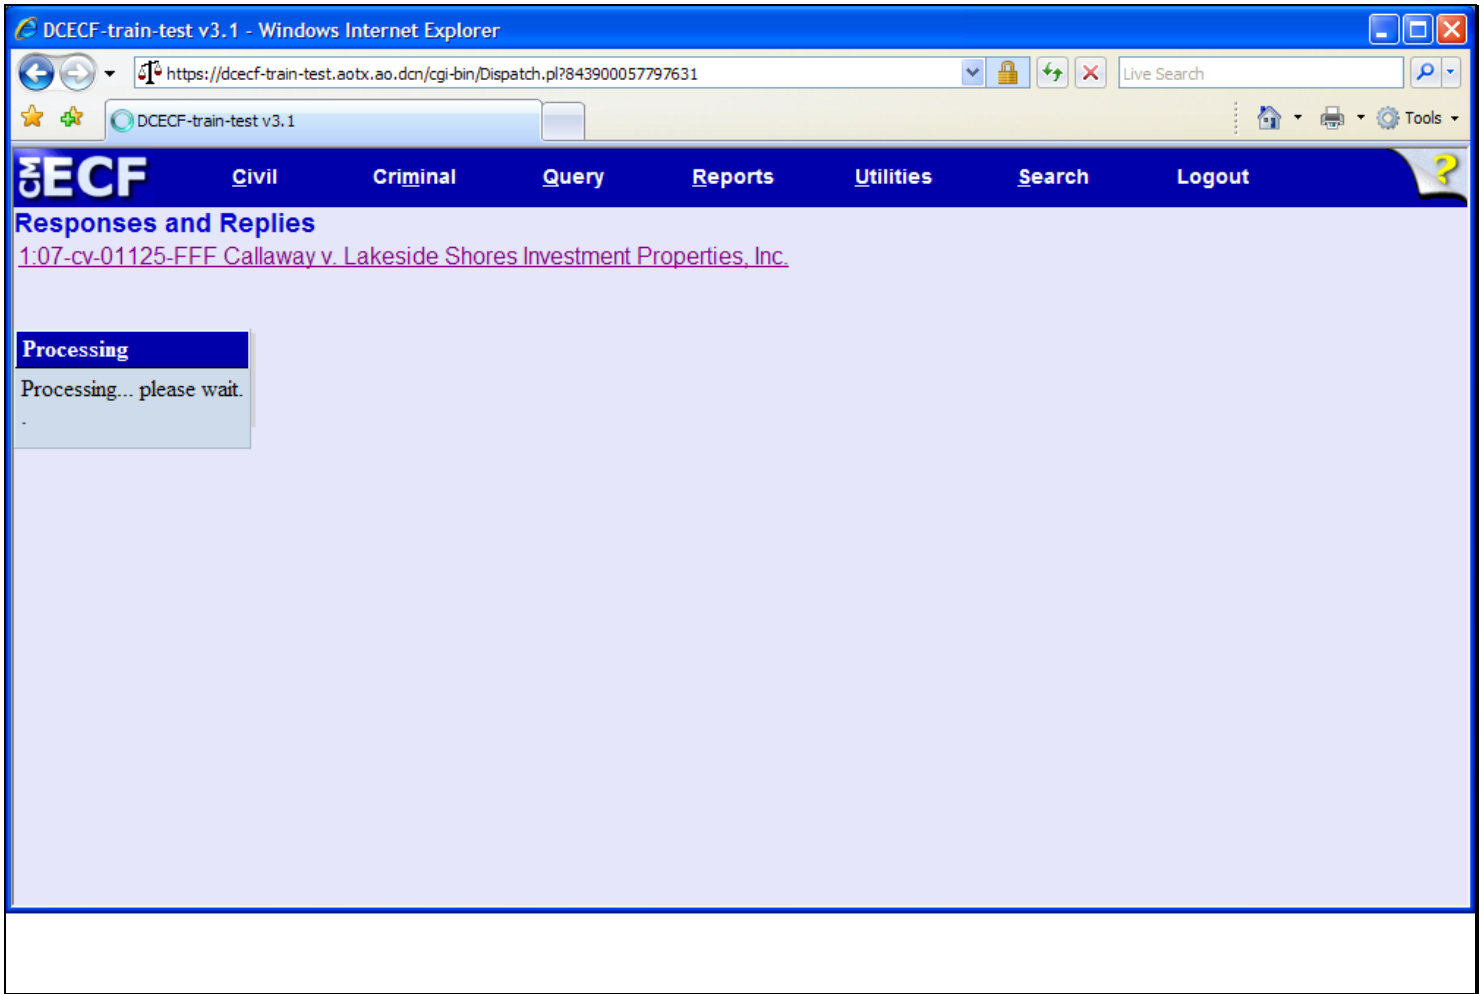 DCECF-train-test v3.1 - Windows Internet Explorer
https://dcecf-train-test.aotx.ao.dcn/cgi-bin/Dispatch.pl?843900057797631
Live Search
DCECF-train-test v3.1
Tools
CM ECF Civil Criminal Query Reports Utilities Search Logout ?
Responses and Replies
1:07-cv-01125-FFF Callaway v. Lakeside Shores Investment Properties, Inc.
Processing
Processing... please wait.
.